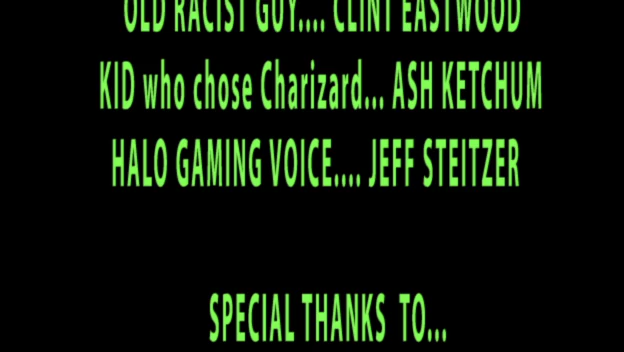 OLD RACIST GUY.... CLINT EASTWOOD
KID who chose Charizard... ASH KETCHUM
HALO GAMING VOICE.... JEFF STEITZER
SPECIAL THANKS TO...